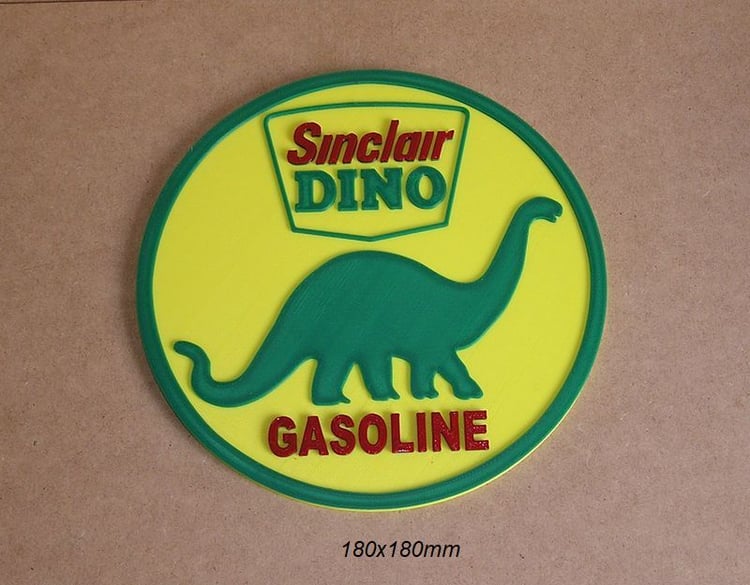 Sinclair
DINO
GASOLINE
180x180mm